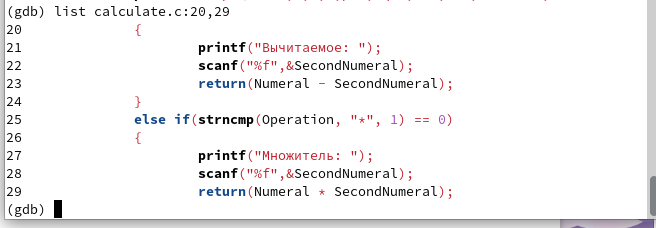 (gdb) list calculate.c:20,29
20 {
21 printf("Вычитаемое: ");
22 scanf("%f",&SecondNumeral);
23 return(Numeral - SecondNumeral);
24 }
25 else if(strncmp(Operation, "*", 1) == 0)
26 {
27 printf("Множитель: ");
28 scanf("%f",&SecondNumeral);
29 return(Numeral * SecondNumeral);
(gdb)